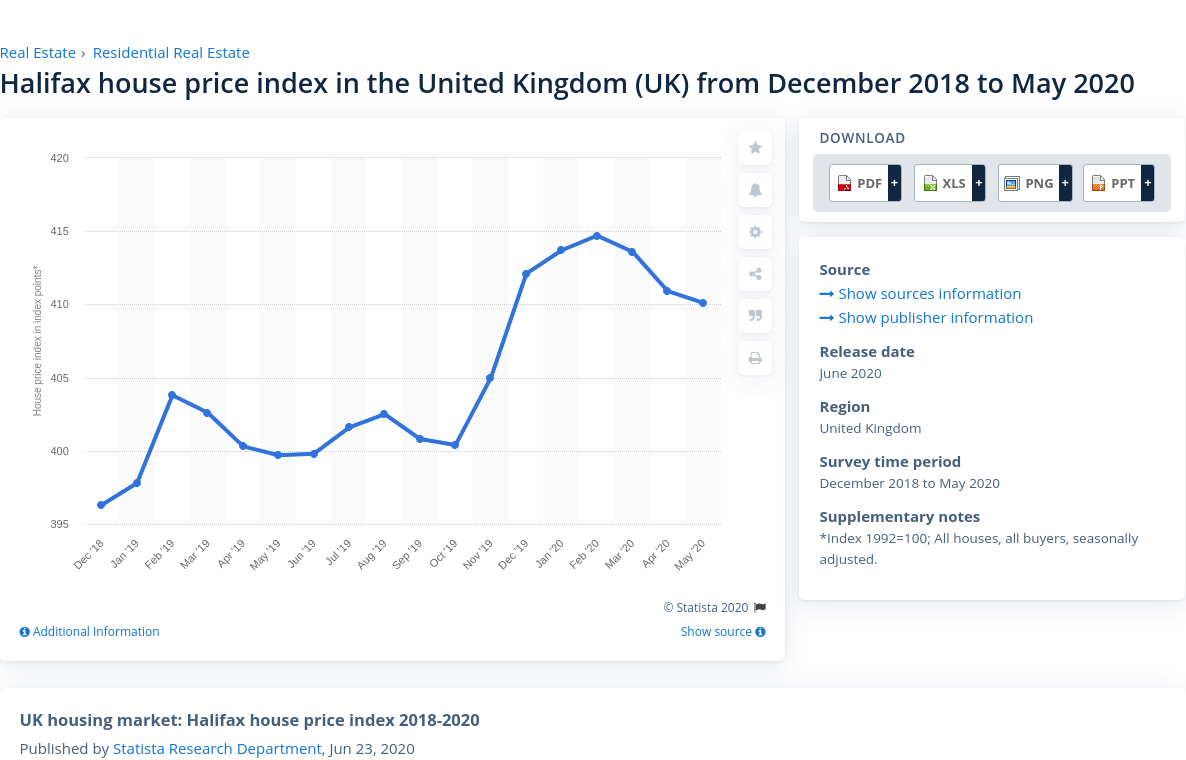 Real Estate › Residential Real Estate
Halifax house price index in the United Kingdom (UK) from December 2018 to May 2020
House price index in index points*
420
415
410
405
400
395
Dec '18
Jan '19
Feb '19
Mar '19
Apr '19
May '19
Jun '19
Jul '19
Aug '19
Sep '19
Oct '19
Nov '19
Dec '19
Jan '20
Feb '20
Mar '20
Apr '20
May '20
© Statista 2020
Additional Information
Show source
DOWNLOAD
PDF + XLS + PNG + PPT +
Source
Show sources information
Show publisher information
Release date
June 2020
Region
United Kingdom
Survey time period
December 2018 to May 2020
Supplementary notes
*Index 1992=100; All houses, all buyers, seasonally
adjusted.
UK housing market: Halifax house price index 2018-2020
Published by Statista Research Department, Jun 23, 2020